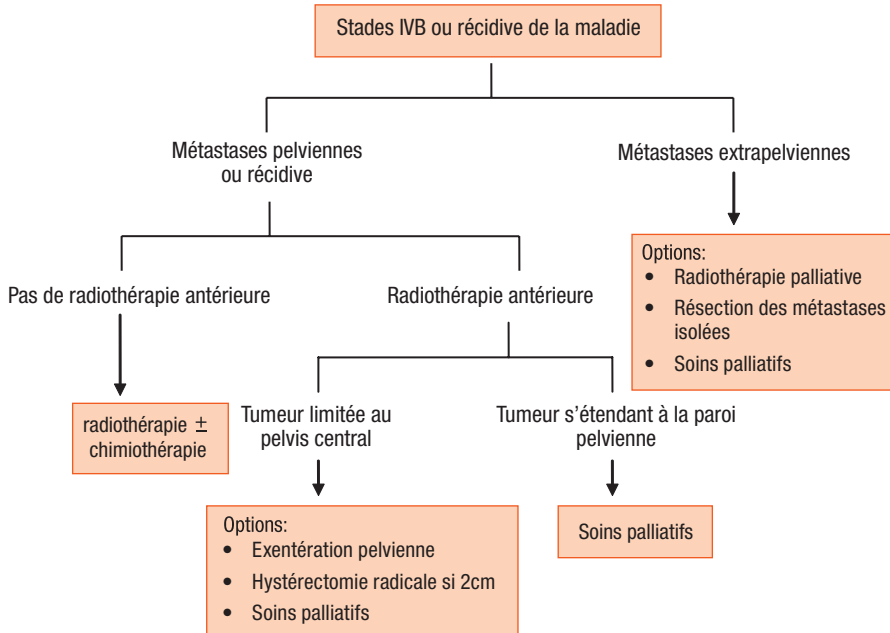 Stades IVB ou récidive de la maladie
Métastases pelviennes
ou récidive
Métastases extrapelviennes
Options:
• Radiothérapie palliative
• Résection des métastases
isolées
• Soins palliatifs
Pas de radiothérapie antérieure
Radiothérapie antérieure
radiothérapie ±
chimiothérapie
Tumeur limitée au
pelvis central
Tumeur s’étendant à la paroi
pelvienne
Options:
• Exentération pelvienne
• Hystérectomie radicale si 2cm
• Soins palliatifs
Soins palliatifs